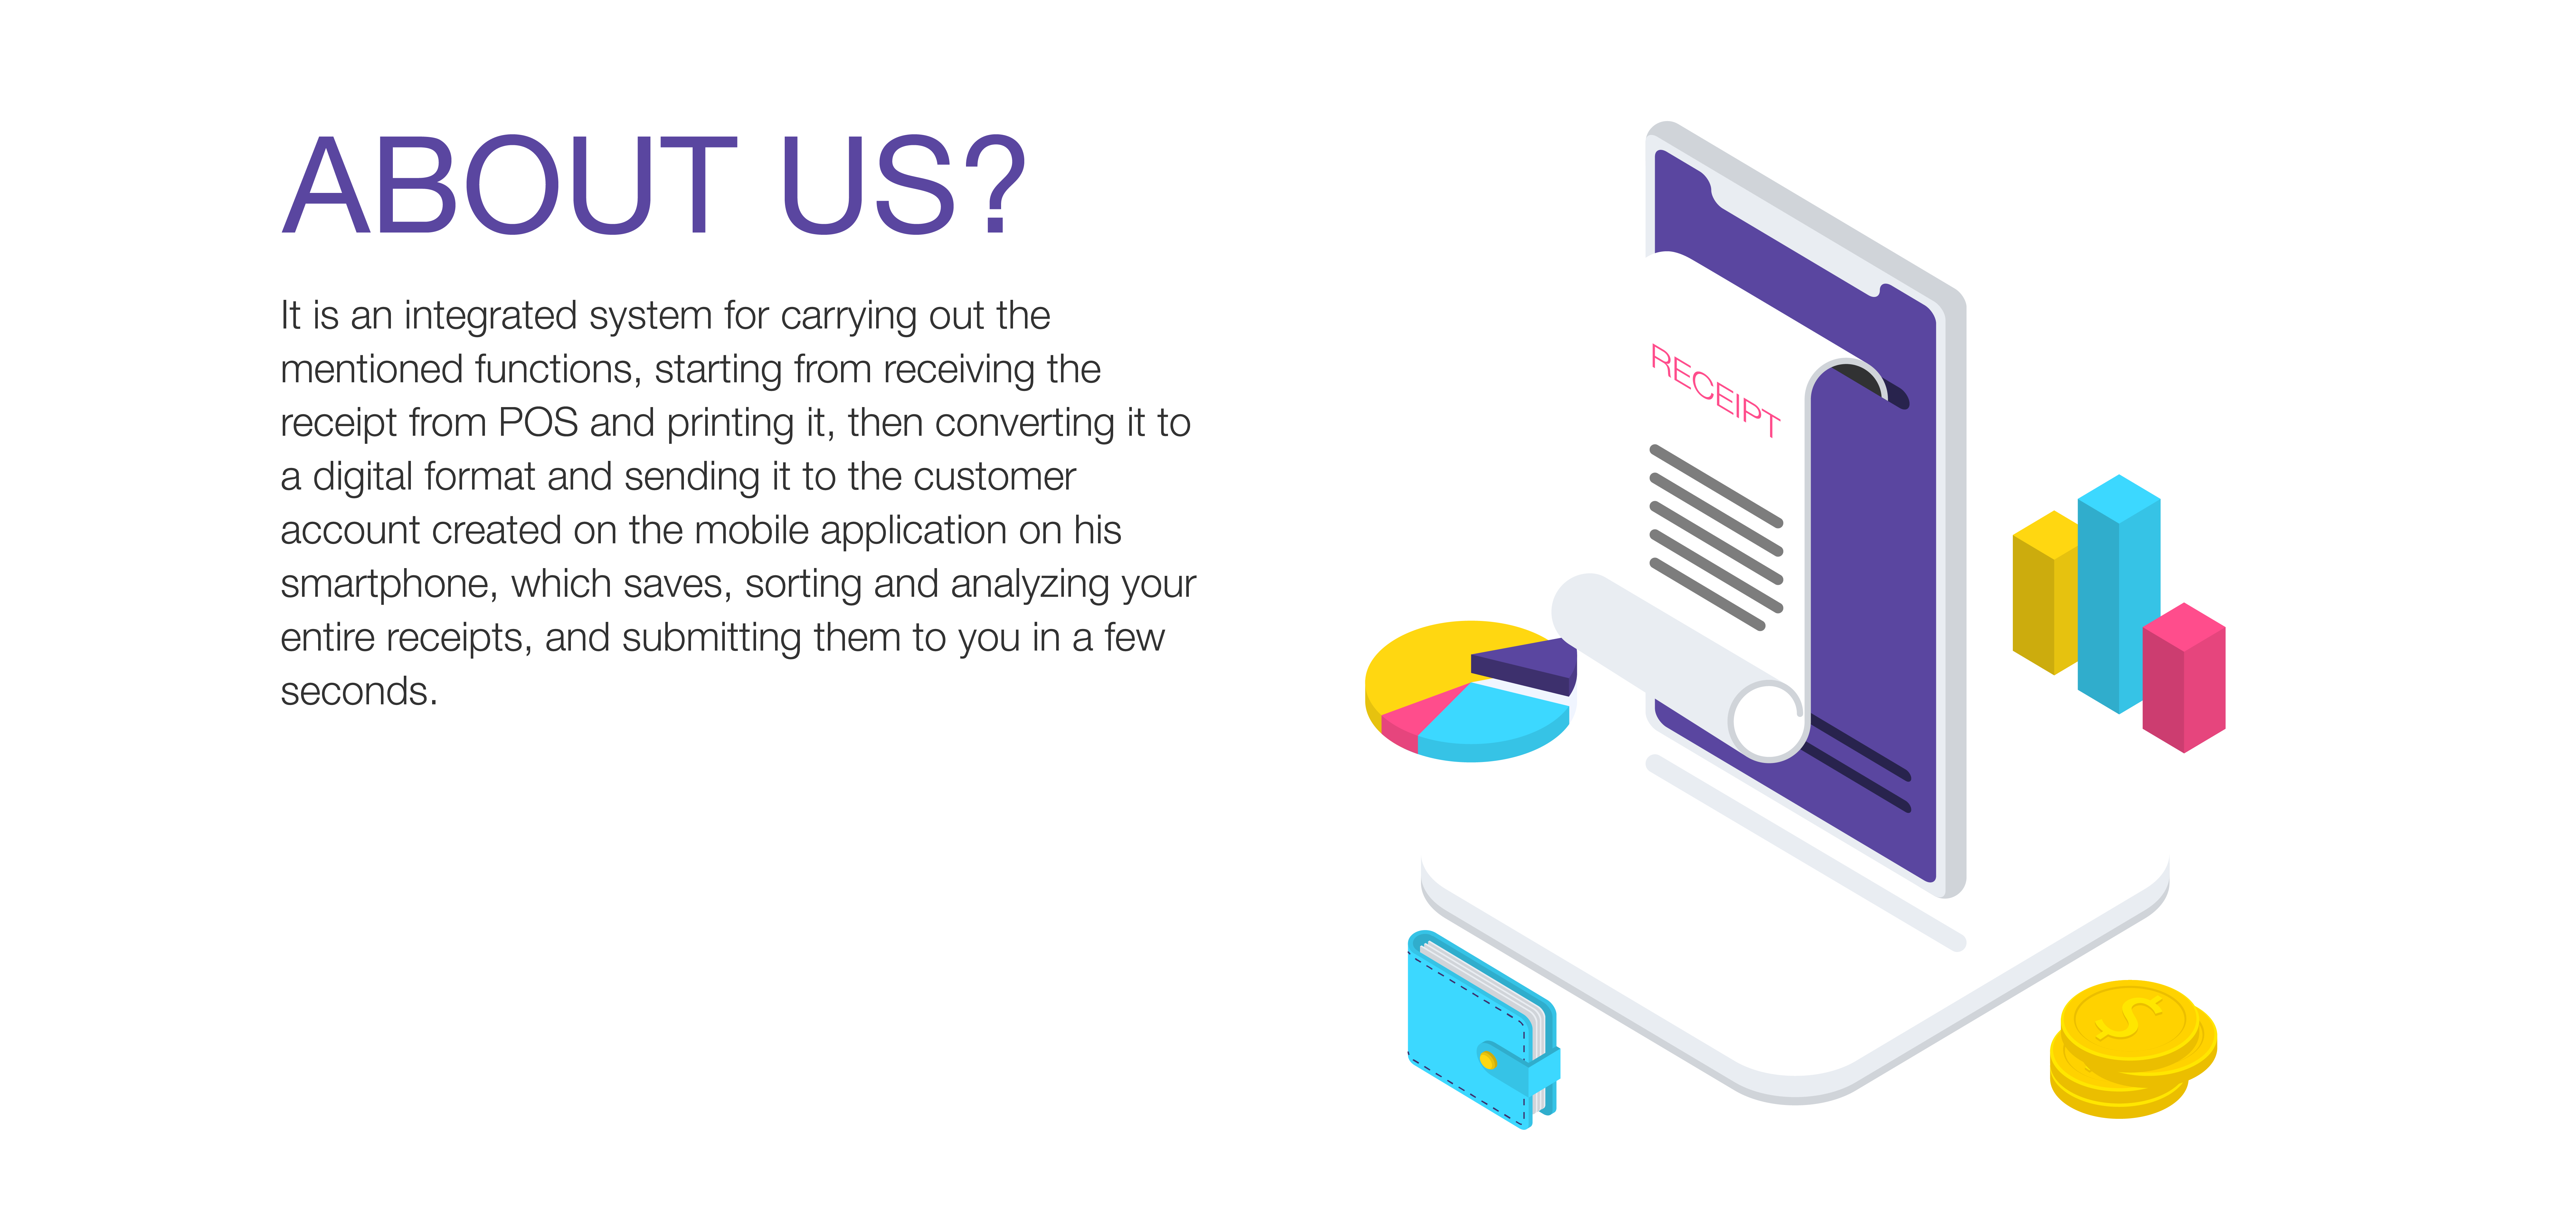 ABOUT US?
It is an integrated system for carrying out the
mentioned functions, starting from receiving the
receipt from POS and printing it, then converting it to
a digital format and sending it to the customer
account created on the mobile application on his
smartphone, which saves, sorting and analyzing your
entire receipts, and submitting them to you in a few
seconds.
RECEIPT
$